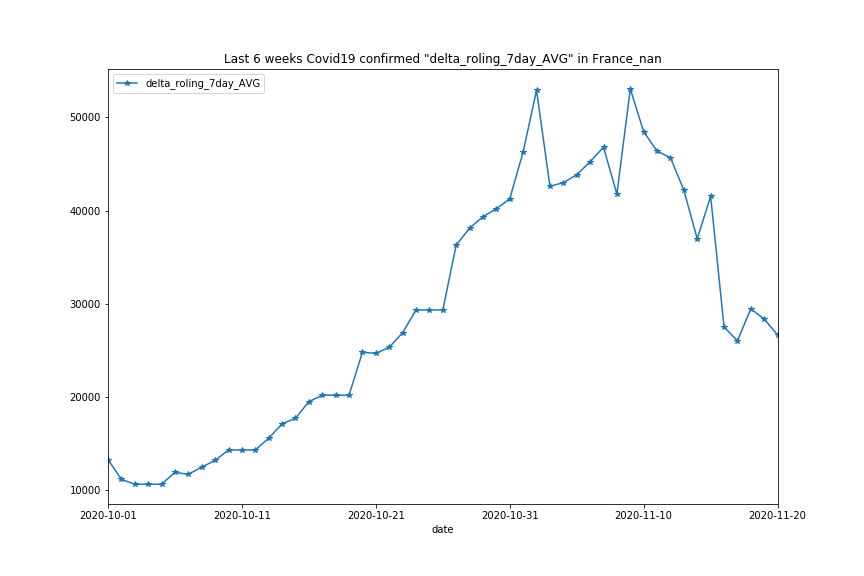 Last 6 weeks Covid19 confirmed "delta_roling_7day_AVG" in France_nan
delta_roling_7day_AVG
50000
40000
30000
20000
10000
2020-10-01 2020-10-11 2020-10-21 2020-10-31 2020-11-10 2020-11-20
date